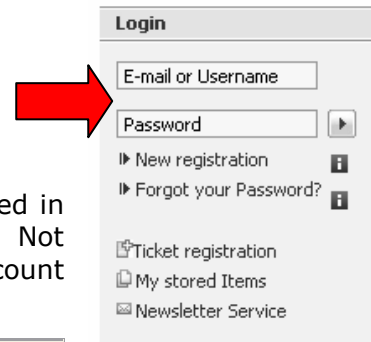 Login
E-mail or Username
Password
New registration
Forgot your Password?
ed in
Not
count
Ticket registration
My stored Items
Newsletter Service